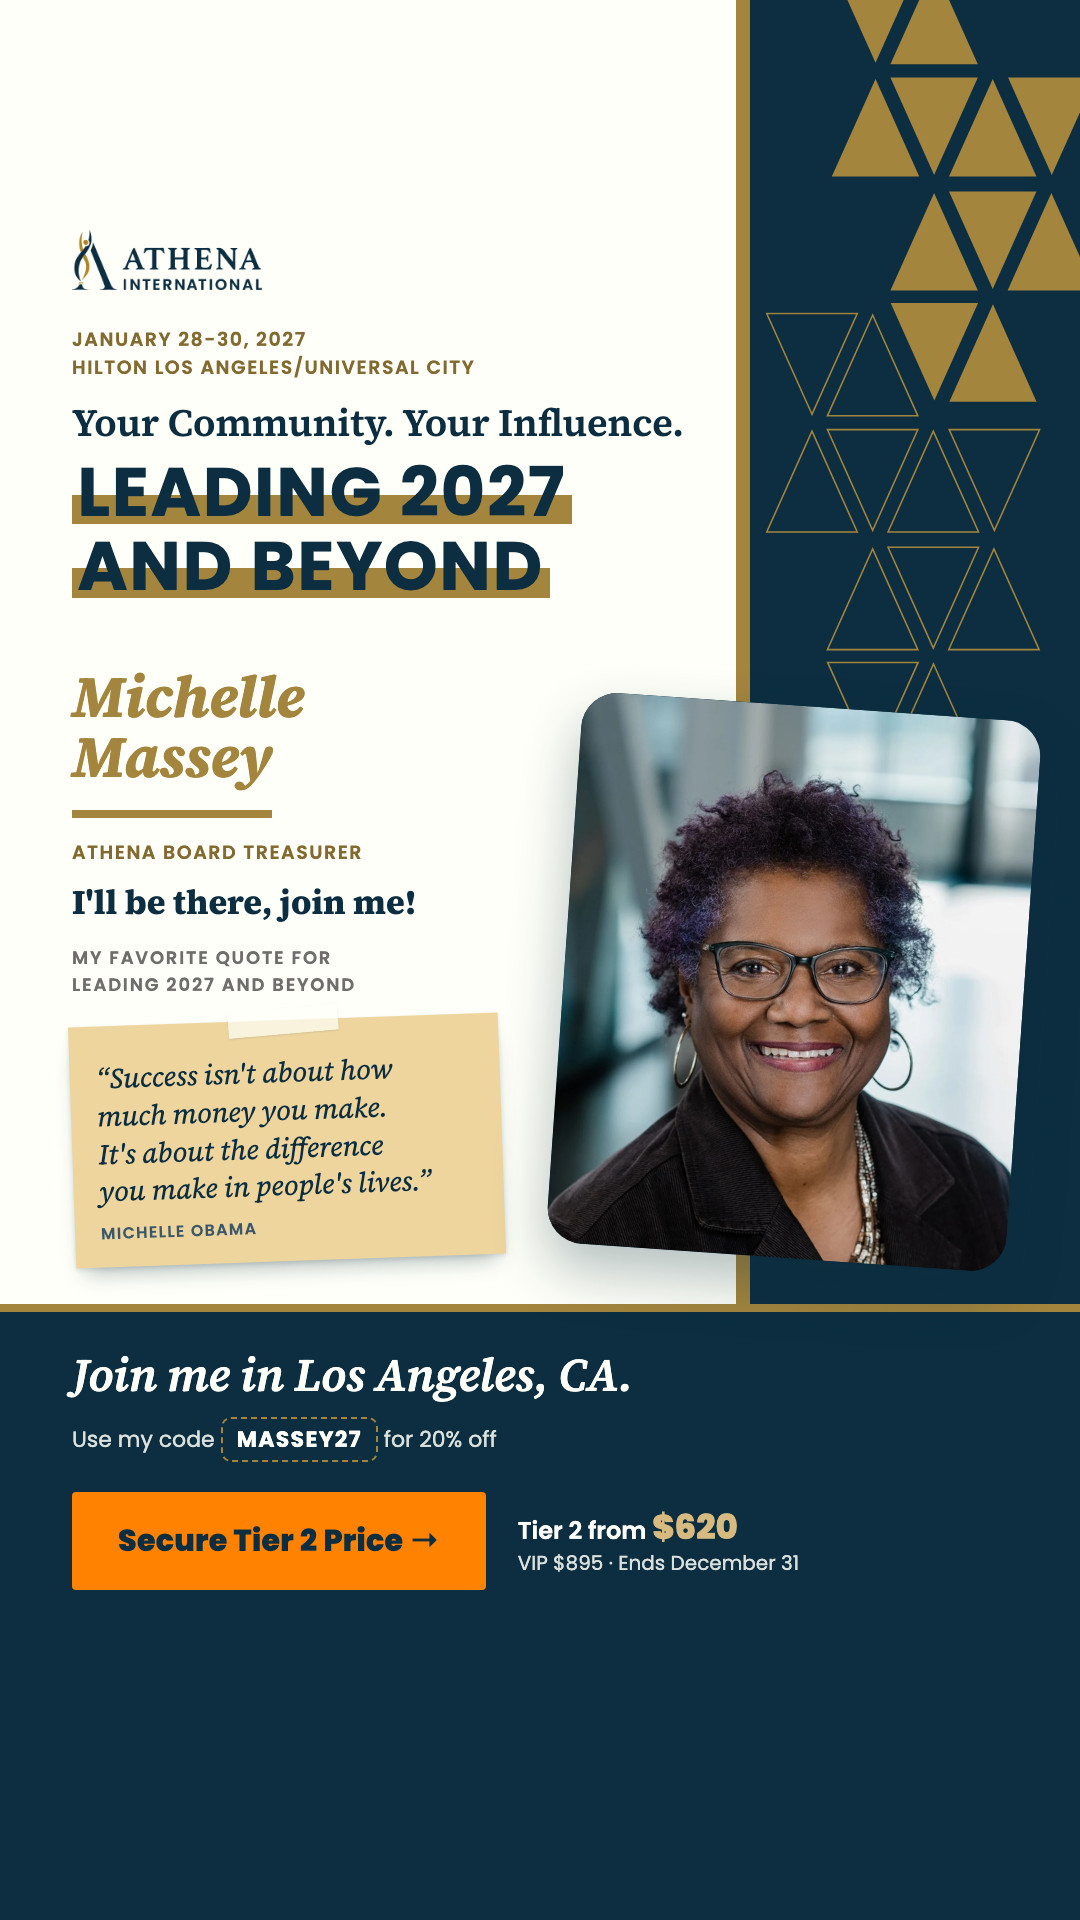 ATHENA
INTERNATIONAL
JANUARY 28-30, 2027
HILTON LOS ANGELES/UNIVERSAL CITY
Your Community. Your Influence.
LEADING 2027
AND BEYOND
Michelle
Massey
ATHENA BOARD TREASURER
I'll be there, join me!
MY FAVORITE QUOTE FOR
LEADING 2027 AND BEYOND
“Success isn't about how
much money you make.
It's about the difference
you make in people's lives.”
MICHELLE OBAMA
Join me in Los Angeles, CA.
Use my code MASSEY27 for 20% off
Secure Tier 2 Price →
Tier 2 from $620
VIP $895 · Ends December 31